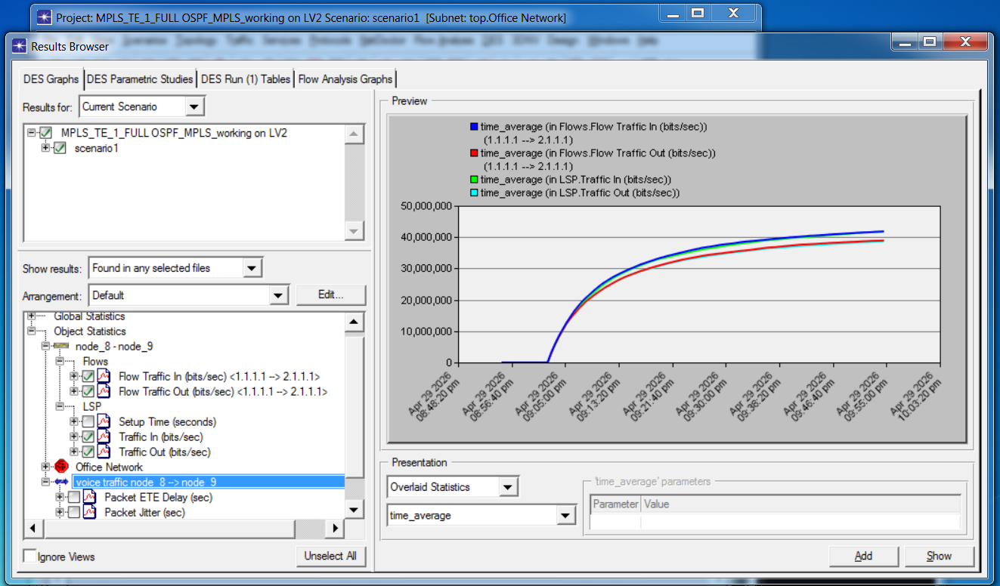 Project: MPLS_TE_1_FULL OSPF_MPLS_working on LV2 Scenario: scenario1 [Subnet: top.Office Network]
Results Browser
DES Graphs DES Parametric Studies DES Run (1) Tables Flow Analysis Graphs
Results for: Current Scenario
MPLS_TE_1_FULL OSPF_MPLS_working on LV2
scenario1
Show results: Found in any selected files
Arrangement: Default Edit...
Global Statistics
Object Statistics
node_8 - node_9
Flows
Flow Traffic In (bits/sec) <1.1.1.1 --> 2.1.1.1>
Flow Traffic Out (bits/sec) <1.1.1.1 --> 2.1.1.1>
LSP
Setup Time (seconds)
Traffic In (bits/sec)
Traffic Out (bits/sec)
Office Network
voice traffic node_8 --> node_9
Packet ETE Delay (sec)
Packet Jitter (sec)
Ignore Views Unselect All
Preview
time_average (in Flows.Flow Traffic In (bits/sec))
(1.1.1.1 --> 2.1.1.1)
time_average (in Flows.Flow Traffic Out (bits/sec))
(1.1.1.1 --> 2.1.1.1)
time_average (in LSP.Traffic In (bits/sec))
time_average (in LSP.Traffic Out (bits/sec))
50,000,000
40,000,000
30,000,000
20,000,000
10,000,000
0
Apr 29 2026
08:48:20 pm
Apr 29 2026
08:56:40 pm
Apr 29 2026
09:05:00 pm
Apr 29 2026
09:13:20 pm
Apr 29 2026
09:21:40 pm
Apr 29 2026
09:30:00 pm
Apr 29 2026
09:38:20 pm
Apr 29 2026
09:46:40 pm
Apr 29 2026
09:55:00 pm
Apr 29 2026
10:03:20 pm
Presentation
Overlaid Statistics
time_average
'time_average' parameters
Parameter Value
Add Show